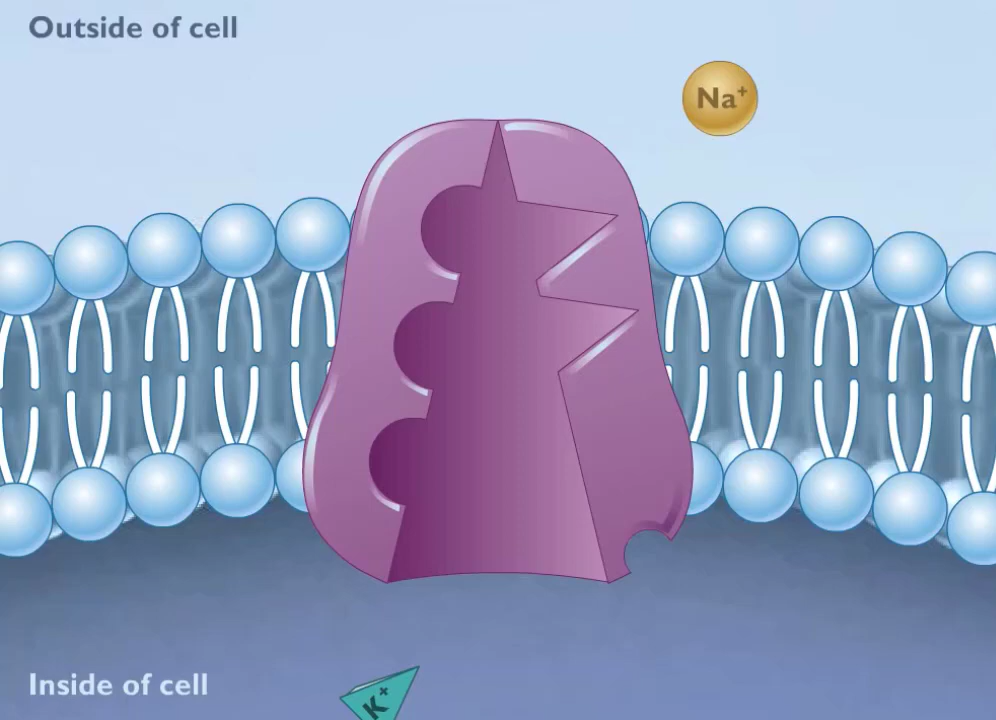 Outside of cell
Na⁺
Inside of cell
K⁺